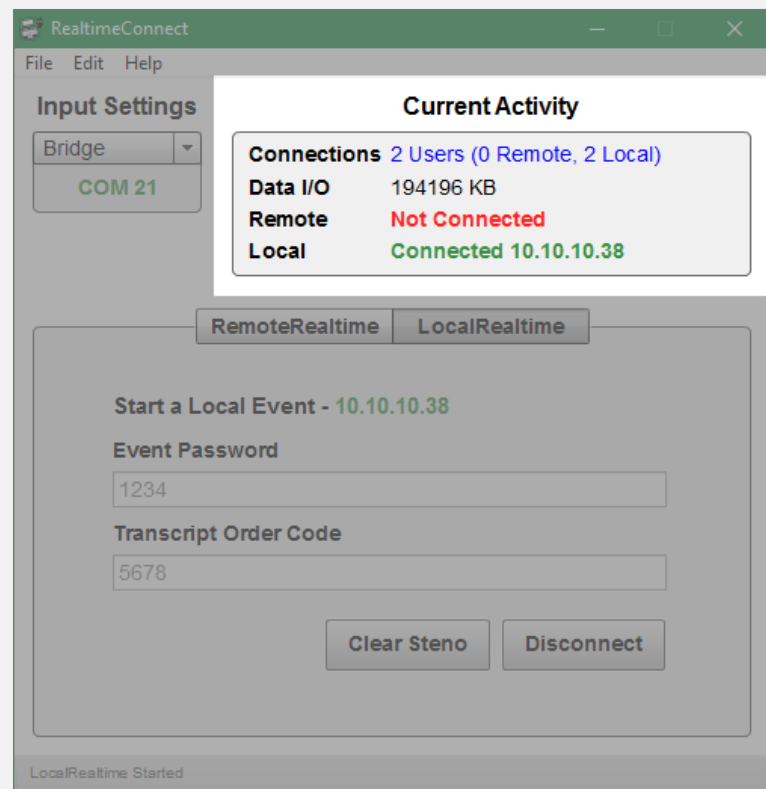 RealtimeConnect
File Edit Help
Input Settings
Bridge
COM 21
Current Activity
Connections 2 Users (0 Remote, 2 Local)
Data I/O 194196 KB
Remote Not Connected
Local Connected 10.10.10.38
RemoteRealtime LocalRealtime
Start a Local Event - 10.10.10.38
Event Password
1234
Transcript Order Code
5678
Clear Steno Disconnect
LocalRealtime Started